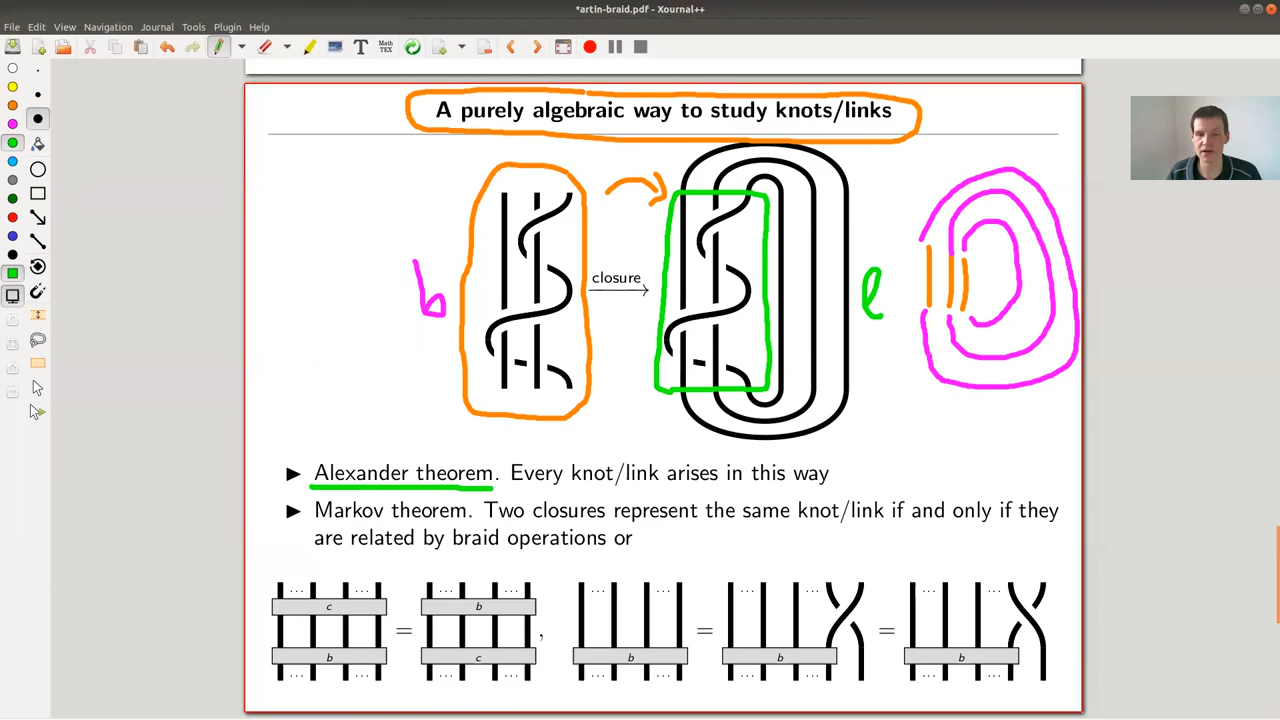 *artin-braid.pdf - Xournal++
File Edit View Navigation Journal Tools Plugin Help
T Math TEX
A purely algebraic way to study knots/links
b
closure
l
▶ Alexander theorem. Every knot/link arises in this way
▶ Markov theorem. Two closures represent the same knot/link if and only if they
are related by braid operations or
... ... ... ... ... ... ... ... ... ...
c b
= , = =
b c b b b
... ... ... ... ... ... ... ... ... ...